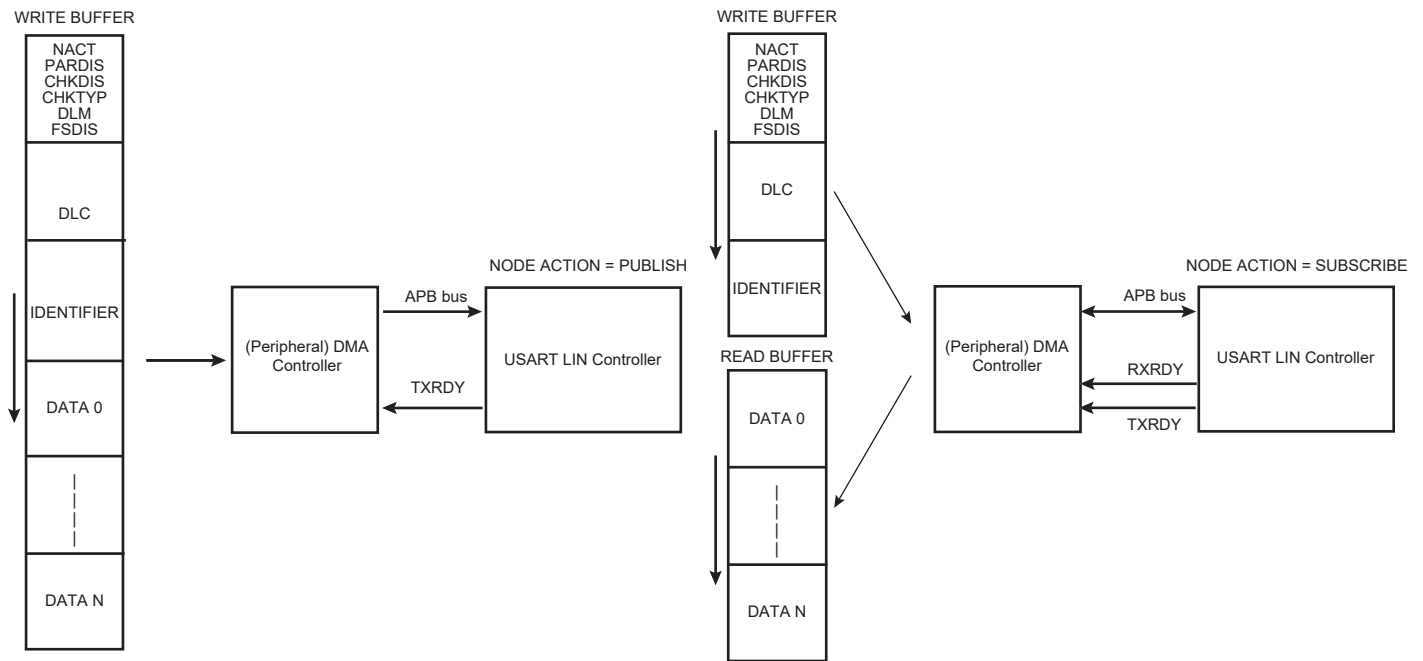 WRITE BUFFER
NACT
PARDIS
CHKDIS
CHKTYP
DLM
FSDIS
DLC
IDENTIFIER
DATA 0
DATA N
(Peripheral) DMA
Controller
APB bus
TXRDY
NODE ACTION = PUBLISH
USART LIN Controller
WRITE BUFFER
NACT
PARDIS
CHKDIS
CHKTYP
DLM
FSDIS
DLC
IDENTIFIER
READ BUFFER
DATA 0
DATA N
(Peripheral) DMA
Controller
APB bus
RXRDY
TXRDY
NODE ACTION = SUBSCRIBE
USART LIN Controller